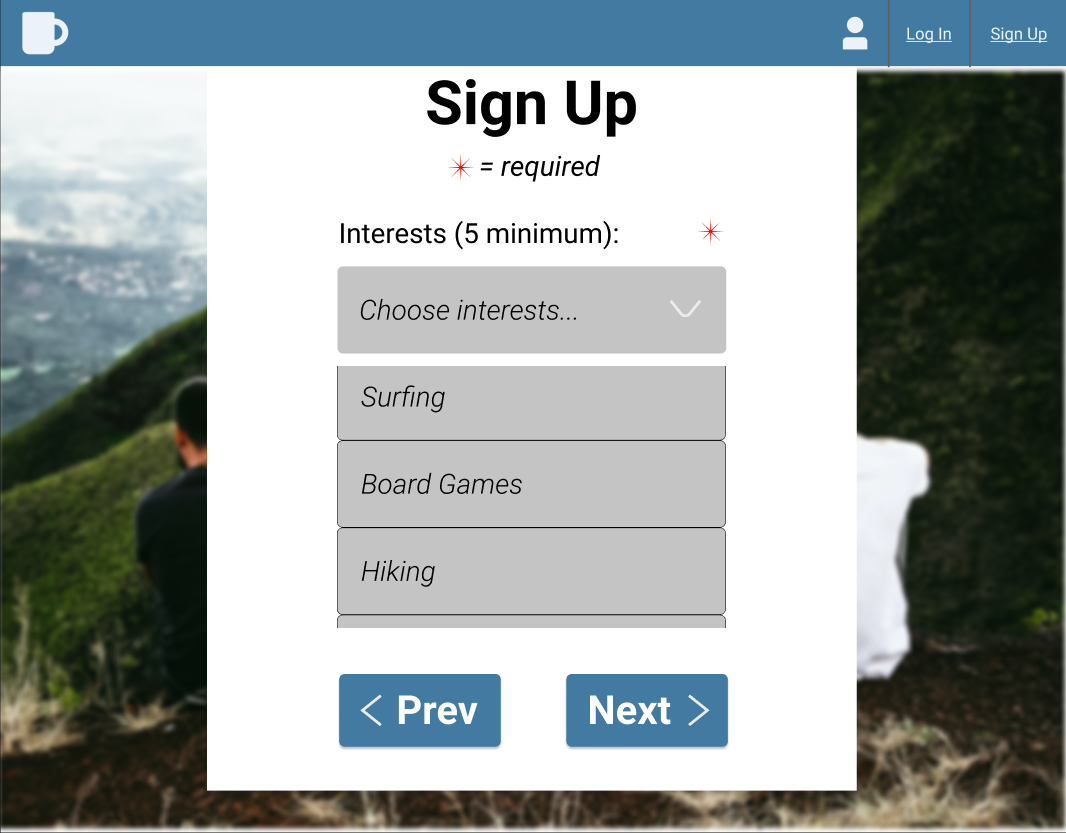 Log In
Sign Up
Sign Up
* = required
Interests (5 minimum): *
Choose interests...
Surfing
Board Games
Hiking
< Prev
Next >